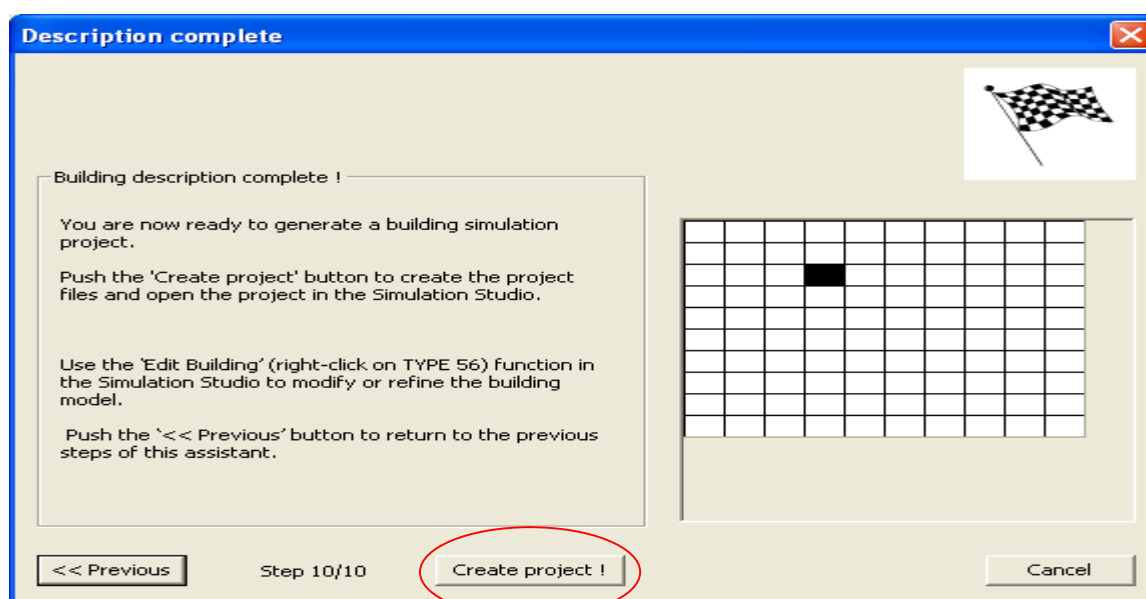 Description complete
Building description complete !
You are now ready to generate a building simulation
project.
Push the 'Create project' button to create the project
files and open the project in the Simulation Studio.
Use the 'Edit Building' (right-click on TYPE 56) function in
the Simulation Studio to modify or refine the building
model.
Push the '<< Previous' button to return to the previous
steps of this assistant.
<< Previous
Step 10/10
Create project !
Cancel